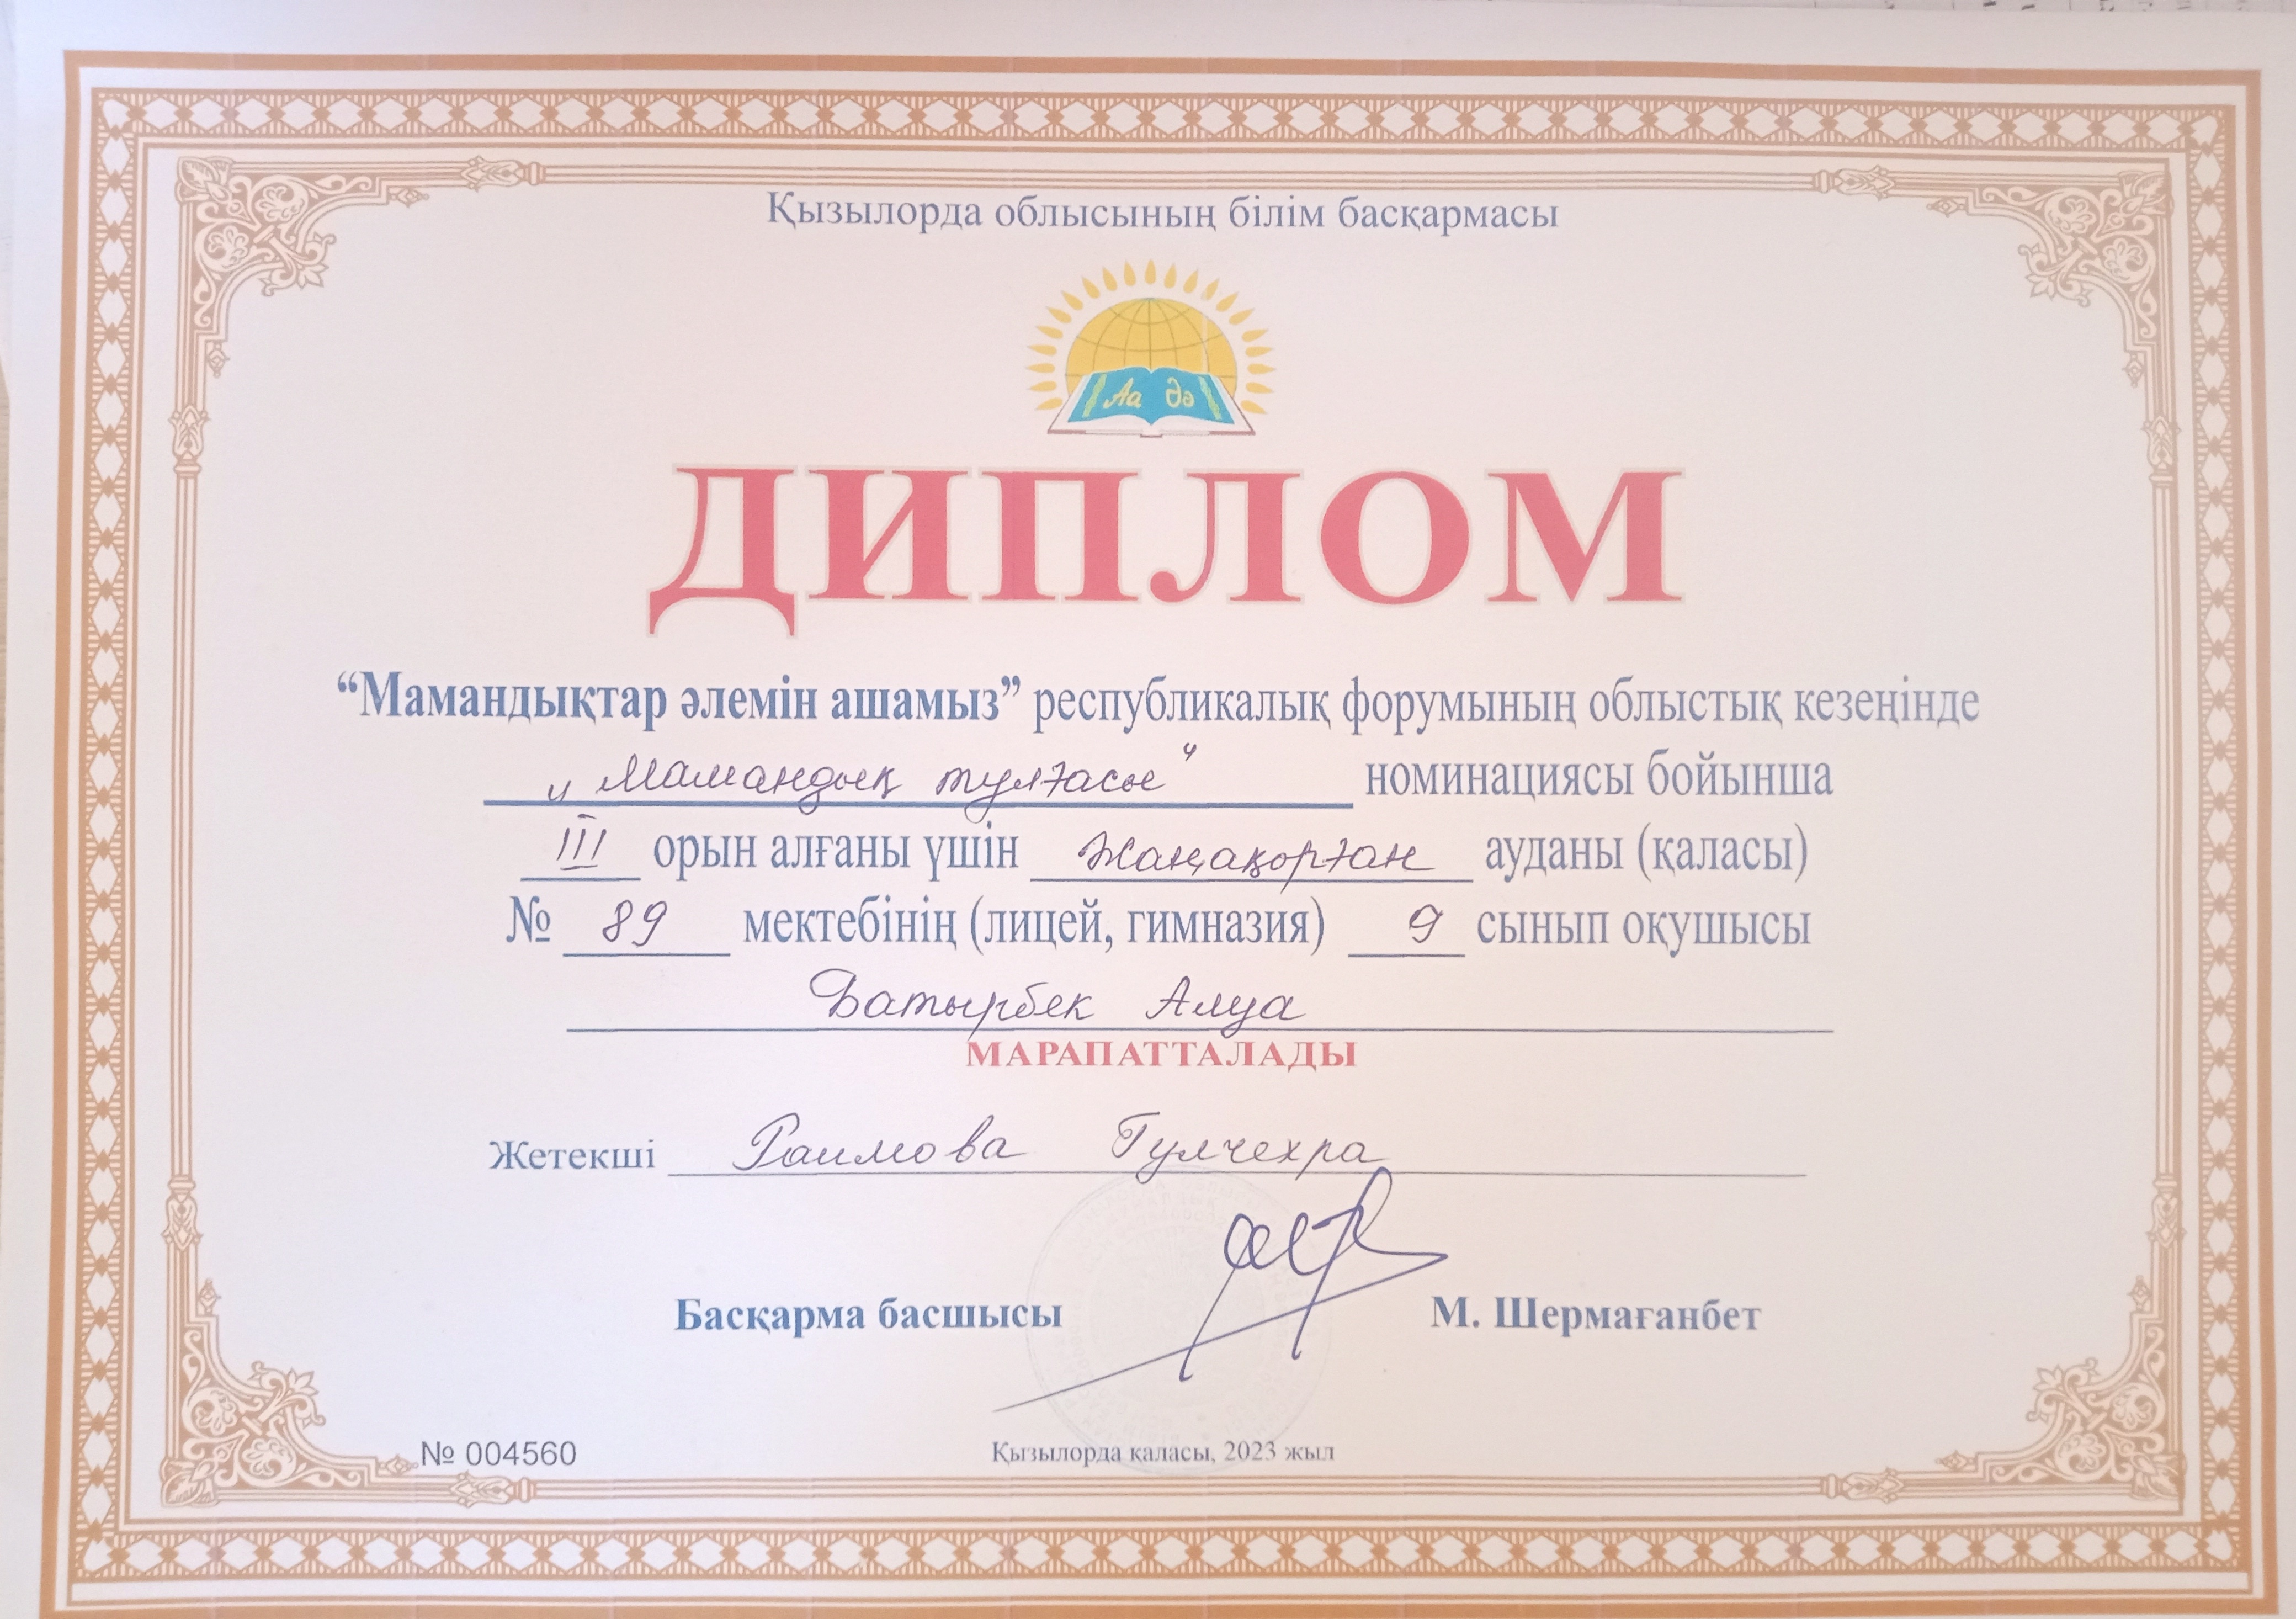 Қызылорда облысының білім басқармасы
Аа Әә
ДИПЛОМ
“Мамандықтар әлемін ашамыз” республикалық форумының облыстық кезеңінде
„Мамандық тұлғасы“ номинациясы бойынша
III орын алғаны үшін Жаңақорған ауданы (қаласы)
№ 89 мектебінің (лицей, гимназия) 9 сынып оқушысы
Батырбек Алуа
МАРАПАТТАЛАДЫ
Жетекші Раимова Гулчехра
Басқарма басшысы М. Шермағанбет
№ 004560 Қызылорда қаласы, 2023 жыл